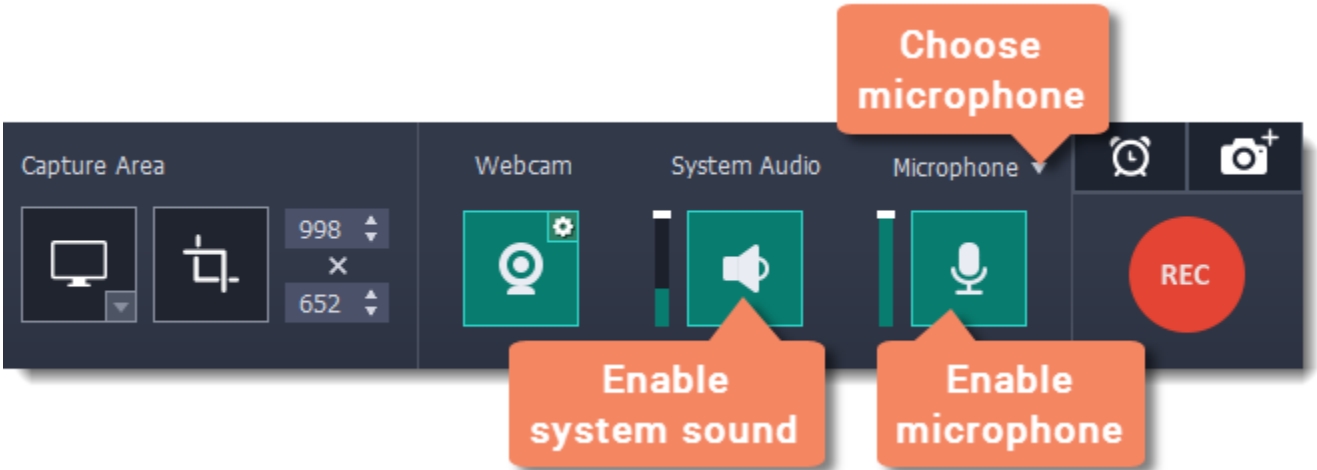 Choose
microphone
Capture Area
Webcam
System Audio
Microphone
998
×
652
REC
Enable
system sound
Enable
microphone